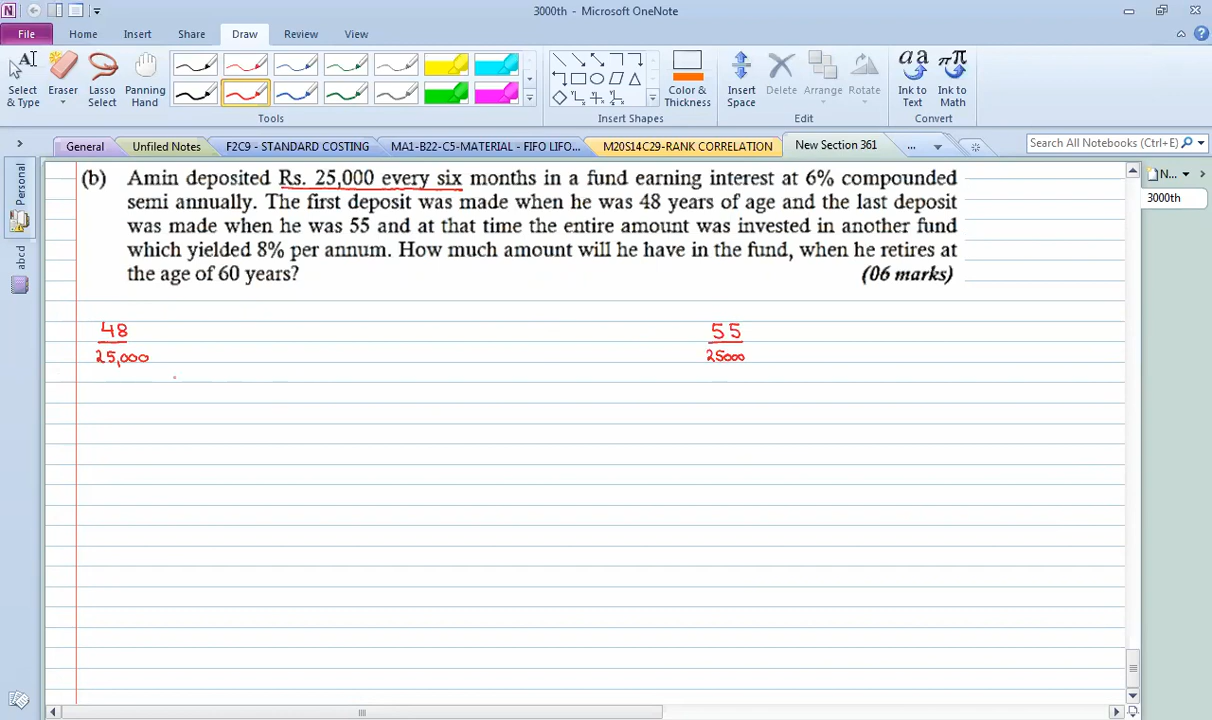 3000th - Microsoft OneNote
File Home Insert Share Draw Review View
Select & Type
Eraser
Lasso Select
Panning Hand
Color & Thickness
Insert Space
Delete
Arrange
Rotate
Ink to Text
Ink to Math
Tools
Insert Shapes
Edit
Convert
General
Unfiled Notes
F2C9 - STANDARD COSTING
MA1-B22-C5-MATERIAL - FIFO LIFO...
M20S14C29-RANK CORRELATION
New Section 361
...
Search All Notebooks (Ctrl+E)
N...
3000th
Personal
abcd
(b) Amin deposited Rs. 25,000 every six months in a fund earning interest at 6% compounded
semi annually. The first deposit was made when he was 48 years of age and the last deposit
was made when he was 55 and at that time the entire amount was invested in another fund
which yielded 8% per annum. How much amount will he have in the fund, when he retires at
the age of 60 years? (06 marks)
48 55
25,000 25000